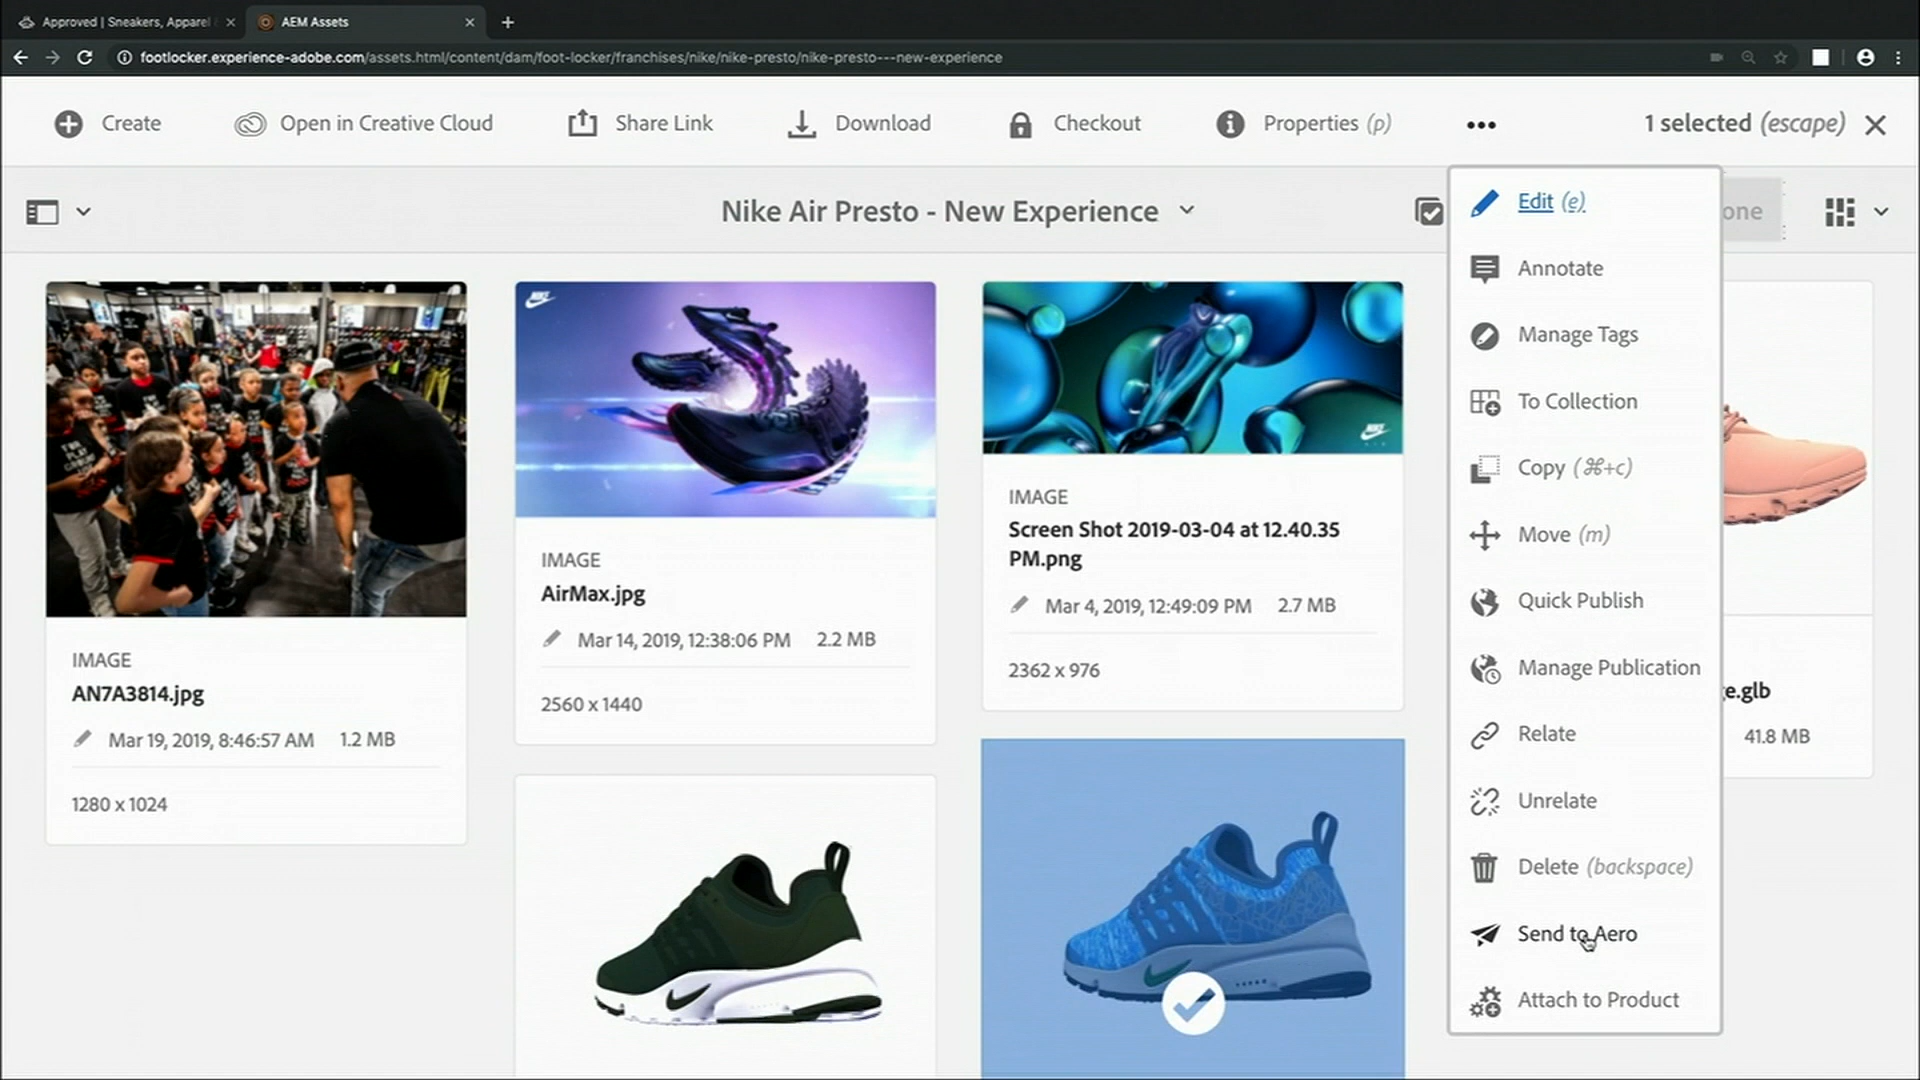 Approved | Sneakers, Apparel
AEM Assets
footlocker.experience-adobe.com/assets.html/content/dam/foot-locker/franchises/nike/nike-presto/nike-presto---new-experience
Create
Open in Creative Cloud
Share Link
Download
Checkout
Properties (p)
1 selected (escape)
Nike Air Presto - New Experience
one
Edit (e)
Annotate
Manage Tags
To Collection
Copy (⌘+c)
Move (m)
Quick Publish
Manage Publication
Relate
Unrelate
Delete (backspace)
Send to Aero
Attach to Product
IMAGE
AN7A3814.jpg
Mar 19, 2019, 8:46:57 AM 1.2 MB
1280 x 1024
NIKE
IMAGE
AirMax.jpg
Mar 14, 2019, 12:38:06 PM 2.2 MB
2560 x 1440
NIKE
IMAGE
Screen Shot 2019-03-04 at 12.40.35
PM.png
Mar 4, 2019, 12:49:09 PM 2.7 MB
2362 x 976
e.glb
41.8 MB